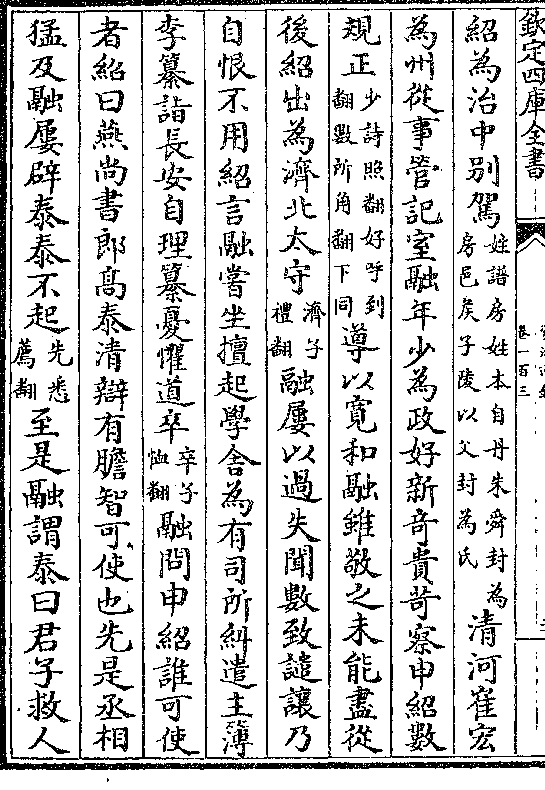 欽定四庫全書
卷一百三
紹為治中别駕姓譜房姓本自丹朱舜封為房邑矦子陵以父封為氏清河崔宏
為州從事管記室融年少為政好新奇貴苛察申紹數
規正少詩照翻好呼到翻數所角翻下同導以寛和融雖敬之未能盡從
後紹出為濟北太守濟子禮翻融屢以過失聞數致譴讓乃
自恨不用紹言融嘗坐擅起學舍為有司所糾遣主簿
李纂詣長安自理纂憂懼道卒卒子恤翻融問申紹誰可使
者紹曰燕尚書郎髙泰清辯有膽智可使也先是丞相
猛及融屢辟泰泰不起先悉薦翻至是融謂泰曰君子救人